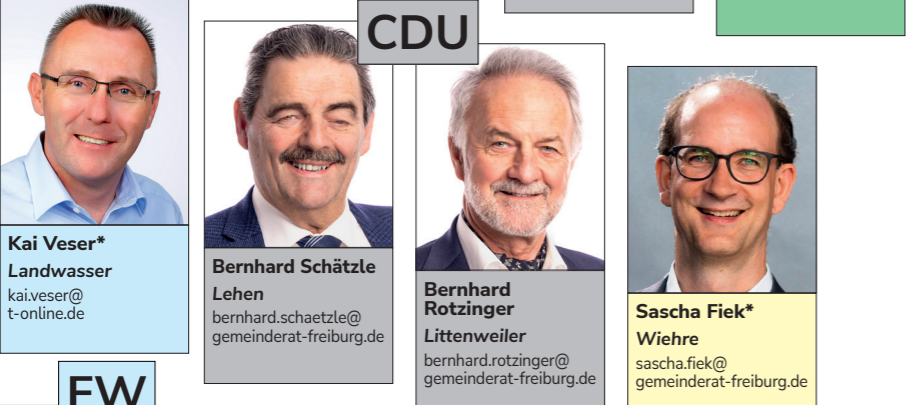 CDU
Kai Veser*
Landwasser
kai.veser@
t-online.de
Bernhard Schätzle
Lehen
bernhard.schaetzle@
gemeinderat-freiburg.de
Bernhard
Rotzinger
Littenweiler
bernhard.rotzinger@
gemeinderat-freiburg.de
Sascha Fiek*
Wiehre
sascha.fiek@
gemeinderat-freiburg.de
FW